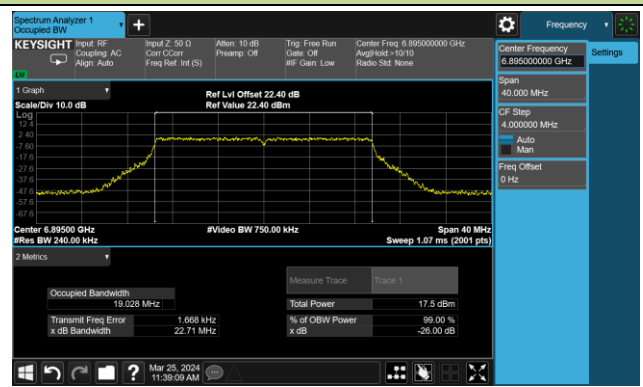 Spectrum Analyzer 1
Occupied BW
+
Frequency
KEYSIGHT Input: RF Input Z: 50 Ω Atten: 10 dB Trig: Free Run Center Freq: 6.895000000 GHz
Coupling: AC Corr CCorr Preamp: Off Gate: Off Avg|Hold:>10/10
Align: Auto Freq Ref: Int (S) #IF Gain: Low Radio Std: None
Center Frequency
6.895000000 GHz
Settings
Span
40.000 MHz
CF Step
4.000000 MHz
Auto
Man
Freq Offset
0 Hz
1 Graph
Ref Lvl Offset 22.40 dB
Scale/Div 10.0 dB Ref Value 22.40 dBm
Log
12.4
2.40
-7.60
-17.6
-27.6
-37.6
-47.6
-57.6
-67.6
Center 6.89500 GHz #Video BW 750.00 kHz Span 40 MHz
#Res BW 240.00 kHz Sweep 1.07 ms (2001 pts)
2 Metrics
Measure Trace Trace 1
Occupied Bandwidth
19.028 MHz Total Power 17.5 dBm
Transmit Freq Error 1.668 kHz % of OBW Power 99.00 %
x dB Bandwidth 22.71 MHz x dB -26.00 dB
? Mar 25, 2024
11:39:09 AM